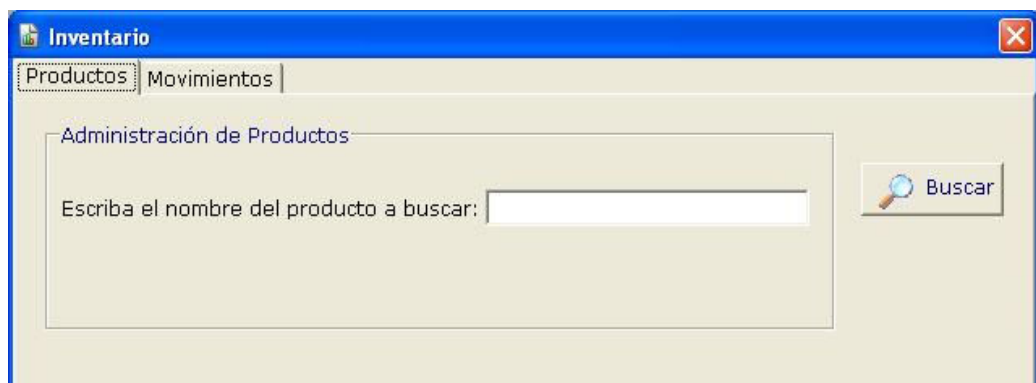 Inventario
Productos Movimientos
Administración de Productos
Escriba el nombre del producto a buscar:
Buscar